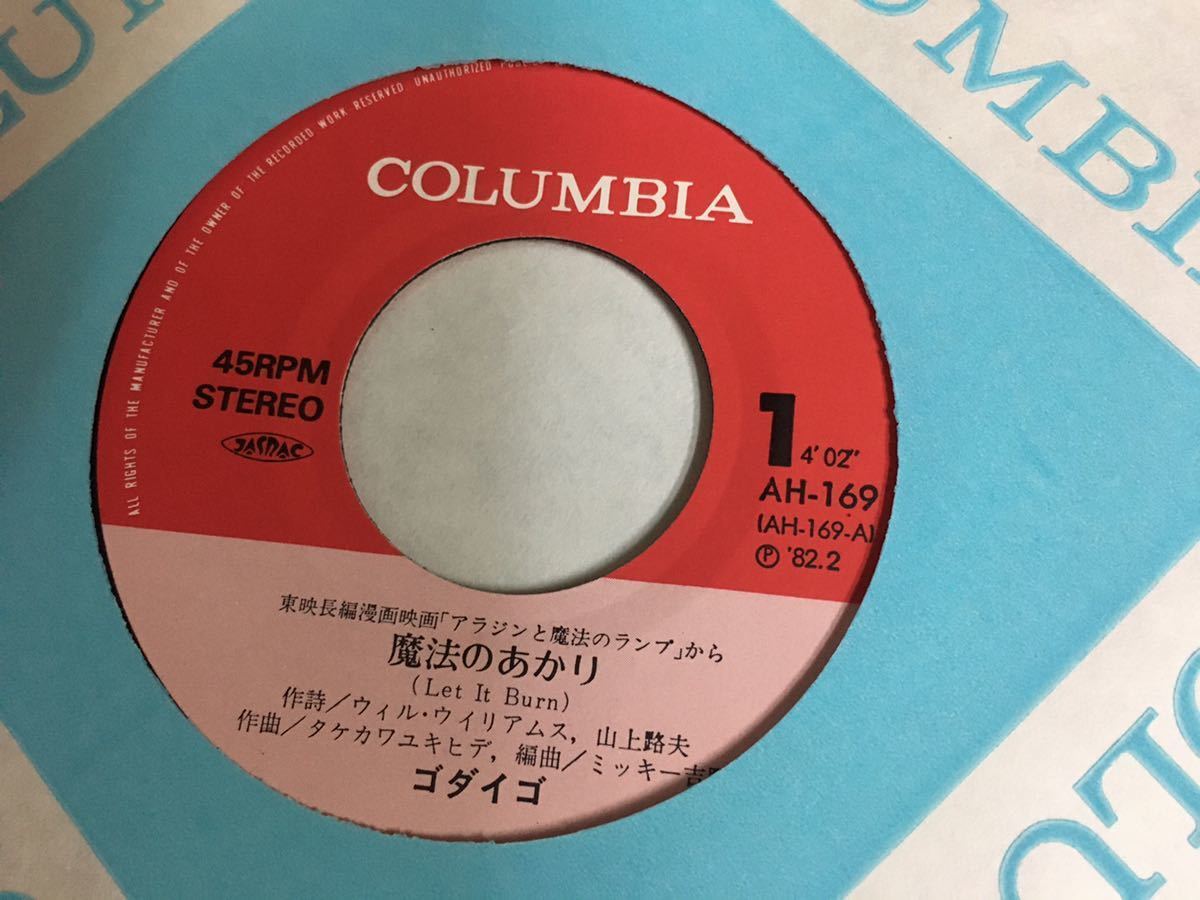 COLUMBIA
ALL RIGHTS OF THE MANUFACTURER AND OF THE OWNER OF THE RECORDED WORK RESERVED. UNAUTHORIZED
45RPM
STEREO
JASRAC
1
4'02"
AH-169
(AH-169-A)
Ⓟ '82.2
東映長編漫画映画「アラジンと魔法のランプ」から
魔法のあかり
(Let It Burn)
作詩/ウィル・ウイリアムス, 山上路夫
作曲/タケカワユキヒデ, 編曲/ミッキー吉
ゴダイゴ